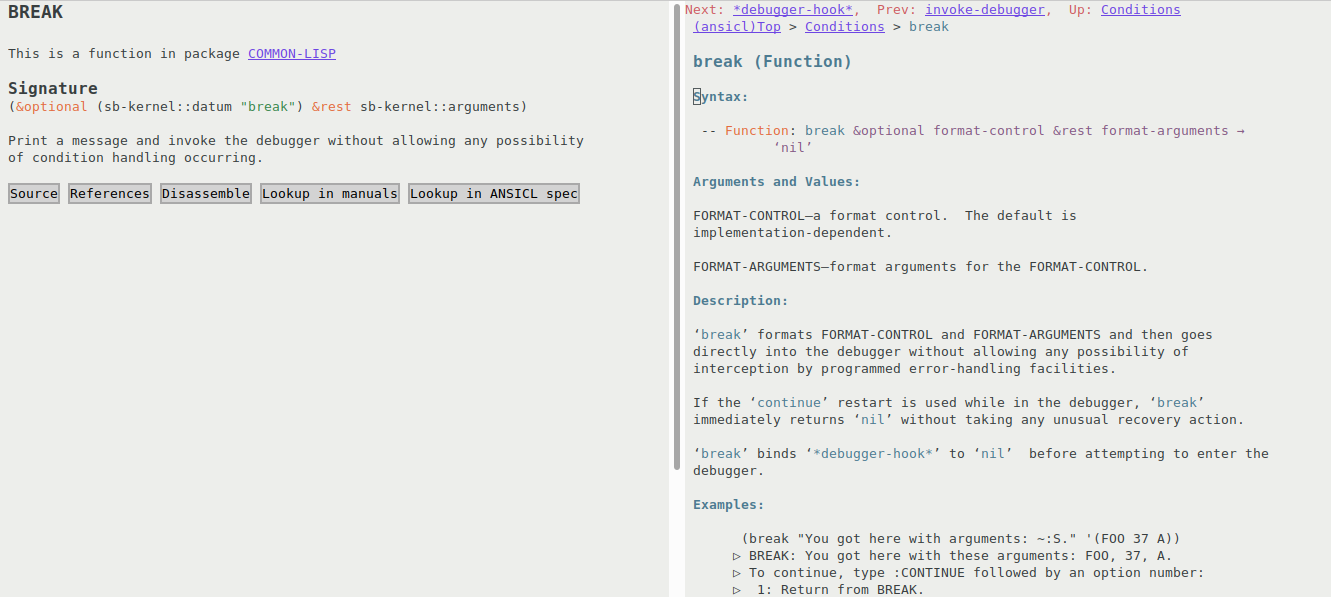 BREAK
This is a function in package COMMON-LISP
Signature
(&optional (sb-kernel::datum "break") &rest sb-kernel::arguments)
Print a message and invoke the debugger without allowing any possibility
of condition handling occurring.
Source References Disassemble Lookup in manuals Lookup in ANSICL spec
Next: *debugger-hook*,  Prev: invoke-debugger,  Up: Conditions
(ansicl)Top > Conditions > break
break (Function)
Syntax:
-- Function: break &optional format-control &rest format-arguments →
‘nil’
Arguments and Values:
FORMAT-CONTROL—a format control.  The default is
implementation-dependent.
FORMAT-ARGUMENTS—format arguments for the FORMAT-CONTROL.
Description:
‘break’ formats FORMAT-CONTROL and FORMAT-ARGUMENTS and then goes
directly into the debugger without allowing any possibility of
interception by programmed error-handling facilities.
If the ‘continue’ restart is used while in the debugger, ‘break’
immediately returns ‘nil’ without taking any unusual recovery action.
‘break’ binds ‘*debugger-hook*’ to ‘nil’  before attempting to enter the
debugger.
Examples:
(break "You got here with arguments: ~:S." '(FOO 37 A))
▷ BREAK: You got here with these arguments: FOO, 37, A.
▷ To continue, type :CONTINUE followed by an option number:
▷  1: Return from BREAK.